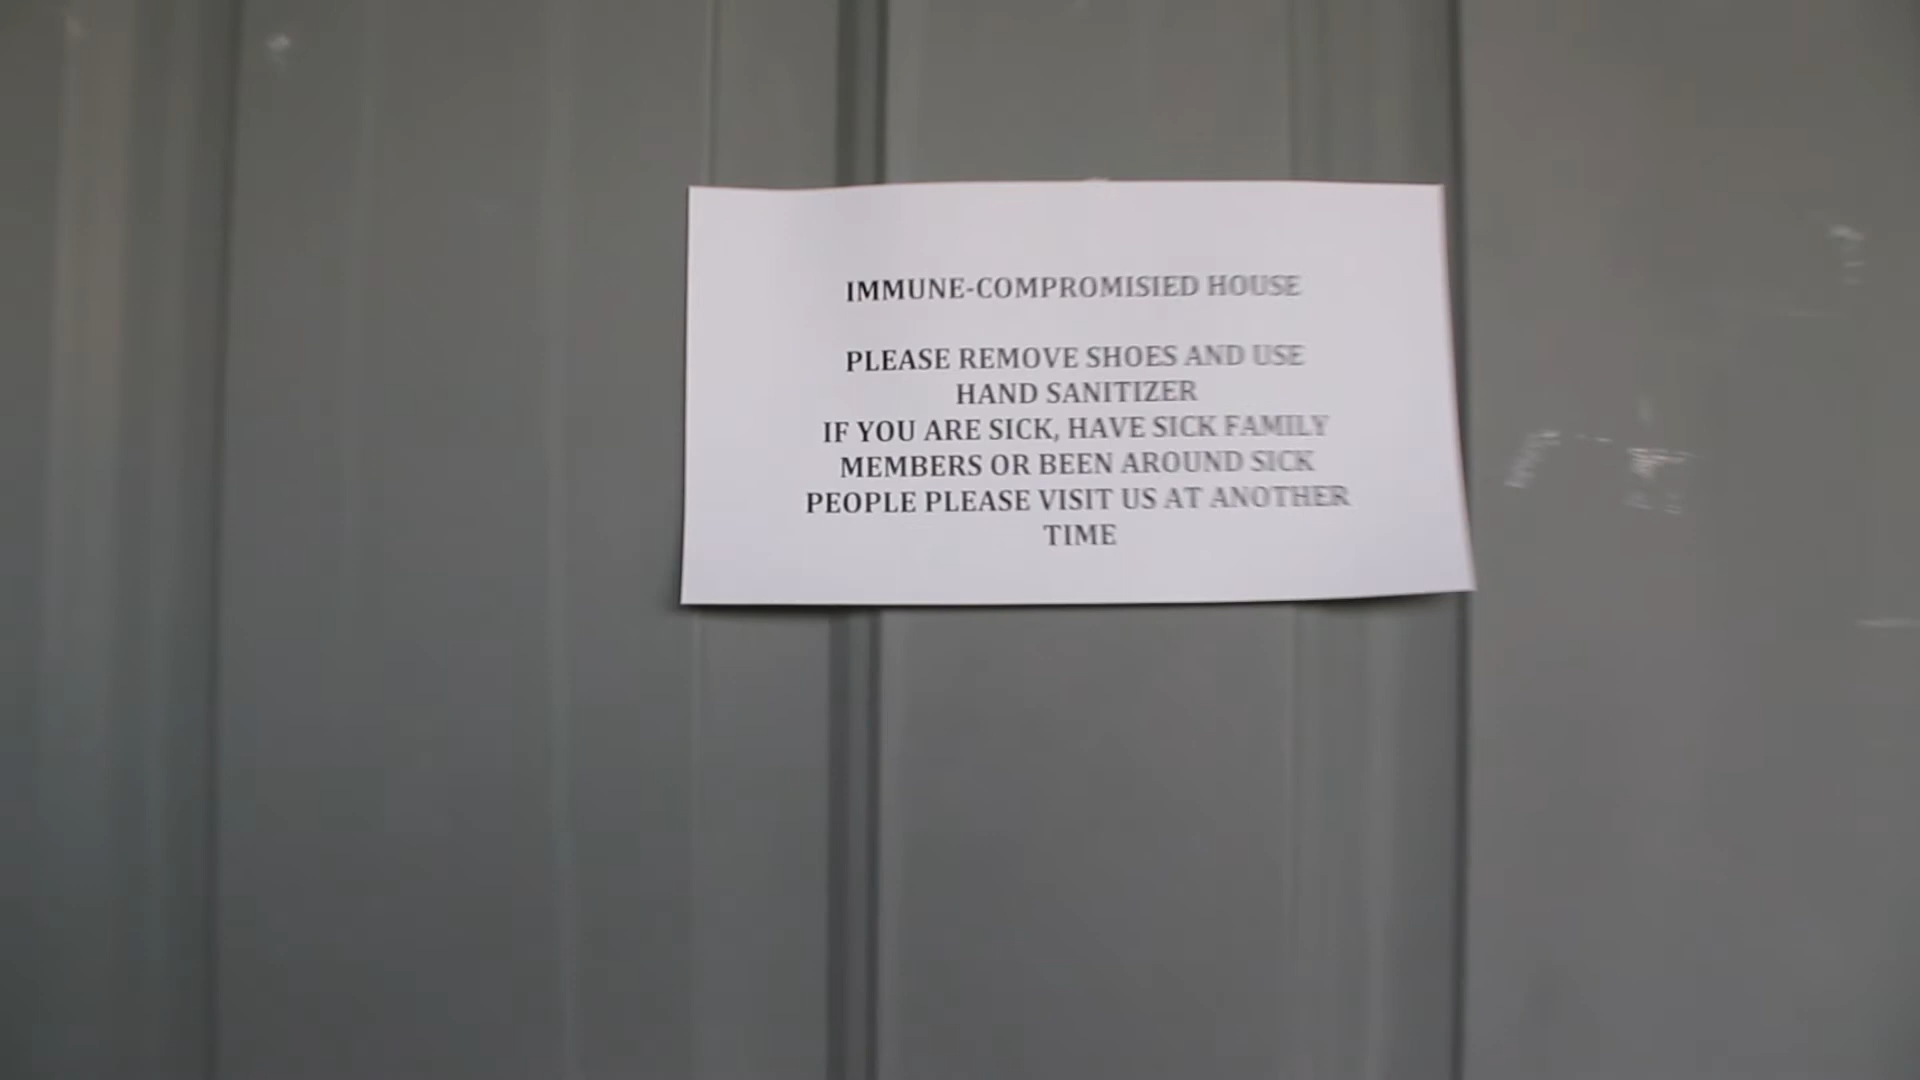 IMMUNE-COMPROMISIED HOUSE
PLEASE REMOVE SHOES AND USE
HAND SANITIZER
IF YOU ARE SICK, HAVE SICK FAMILY
MEMBERS OR BEEN AROUND SICK
PEOPLE PLEASE VISIT US AT ANOTHER
TIME